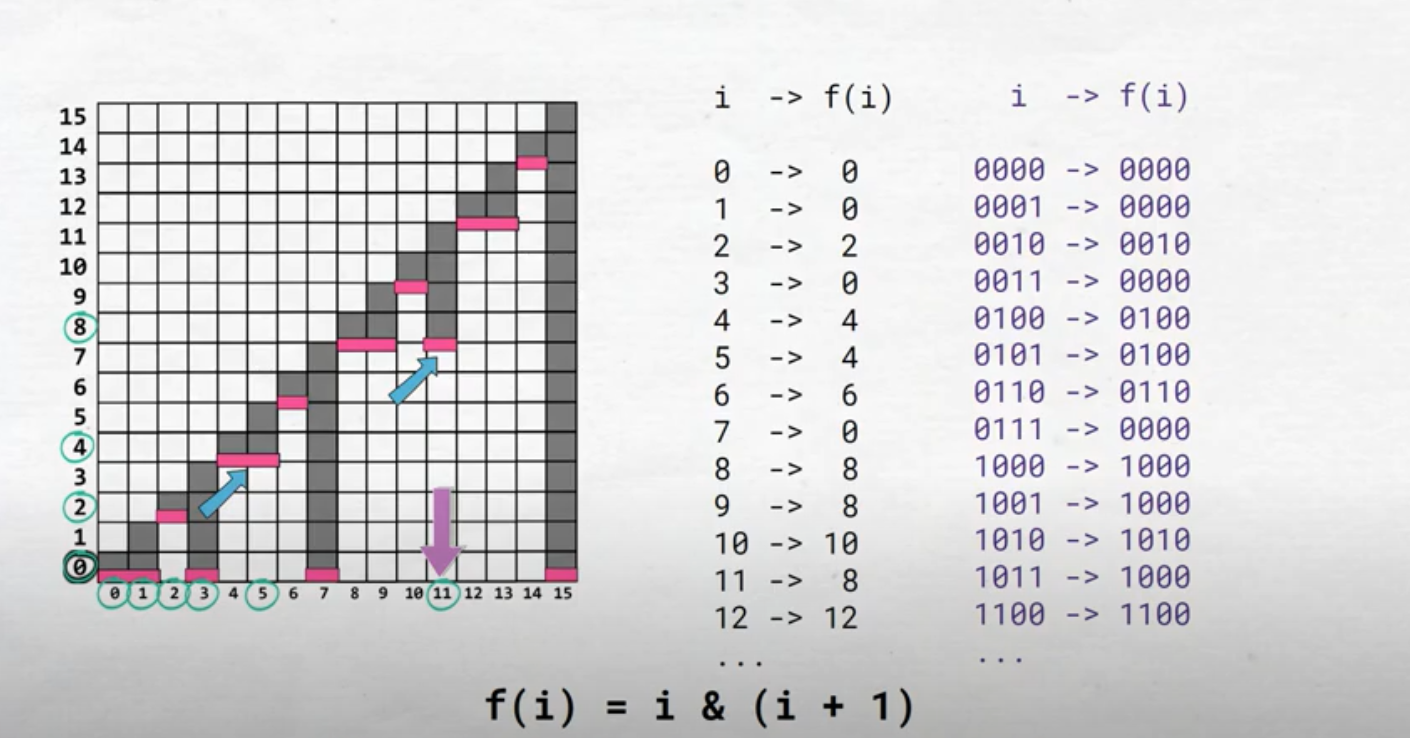 15
14
13
12
11
10
9
8
7
6
5
4
3
2
1
0
0 1 2 3 4 5 6 7 8 9 10 11 12 13 14 15
i -> f(i) i -> f(i)
0 -> 0 0000 -> 0000
1 -> 0 0001 -> 0000
2 -> 2 0010 -> 0010
3 -> 0 0011 -> 0000
4 -> 4 0100 -> 0100
5 -> 4 0101 -> 0100
6 -> 6 0110 -> 0110
7 -> 0 0111 -> 0000
8 -> 8 1000 -> 1000
9 -> 8 1001 -> 1000
10 -> 10 1010 -> 1010
11 -> 8 1011 -> 1000
12 -> 12 1100 -> 1100
... ...
f(i) = i & (i + 1)